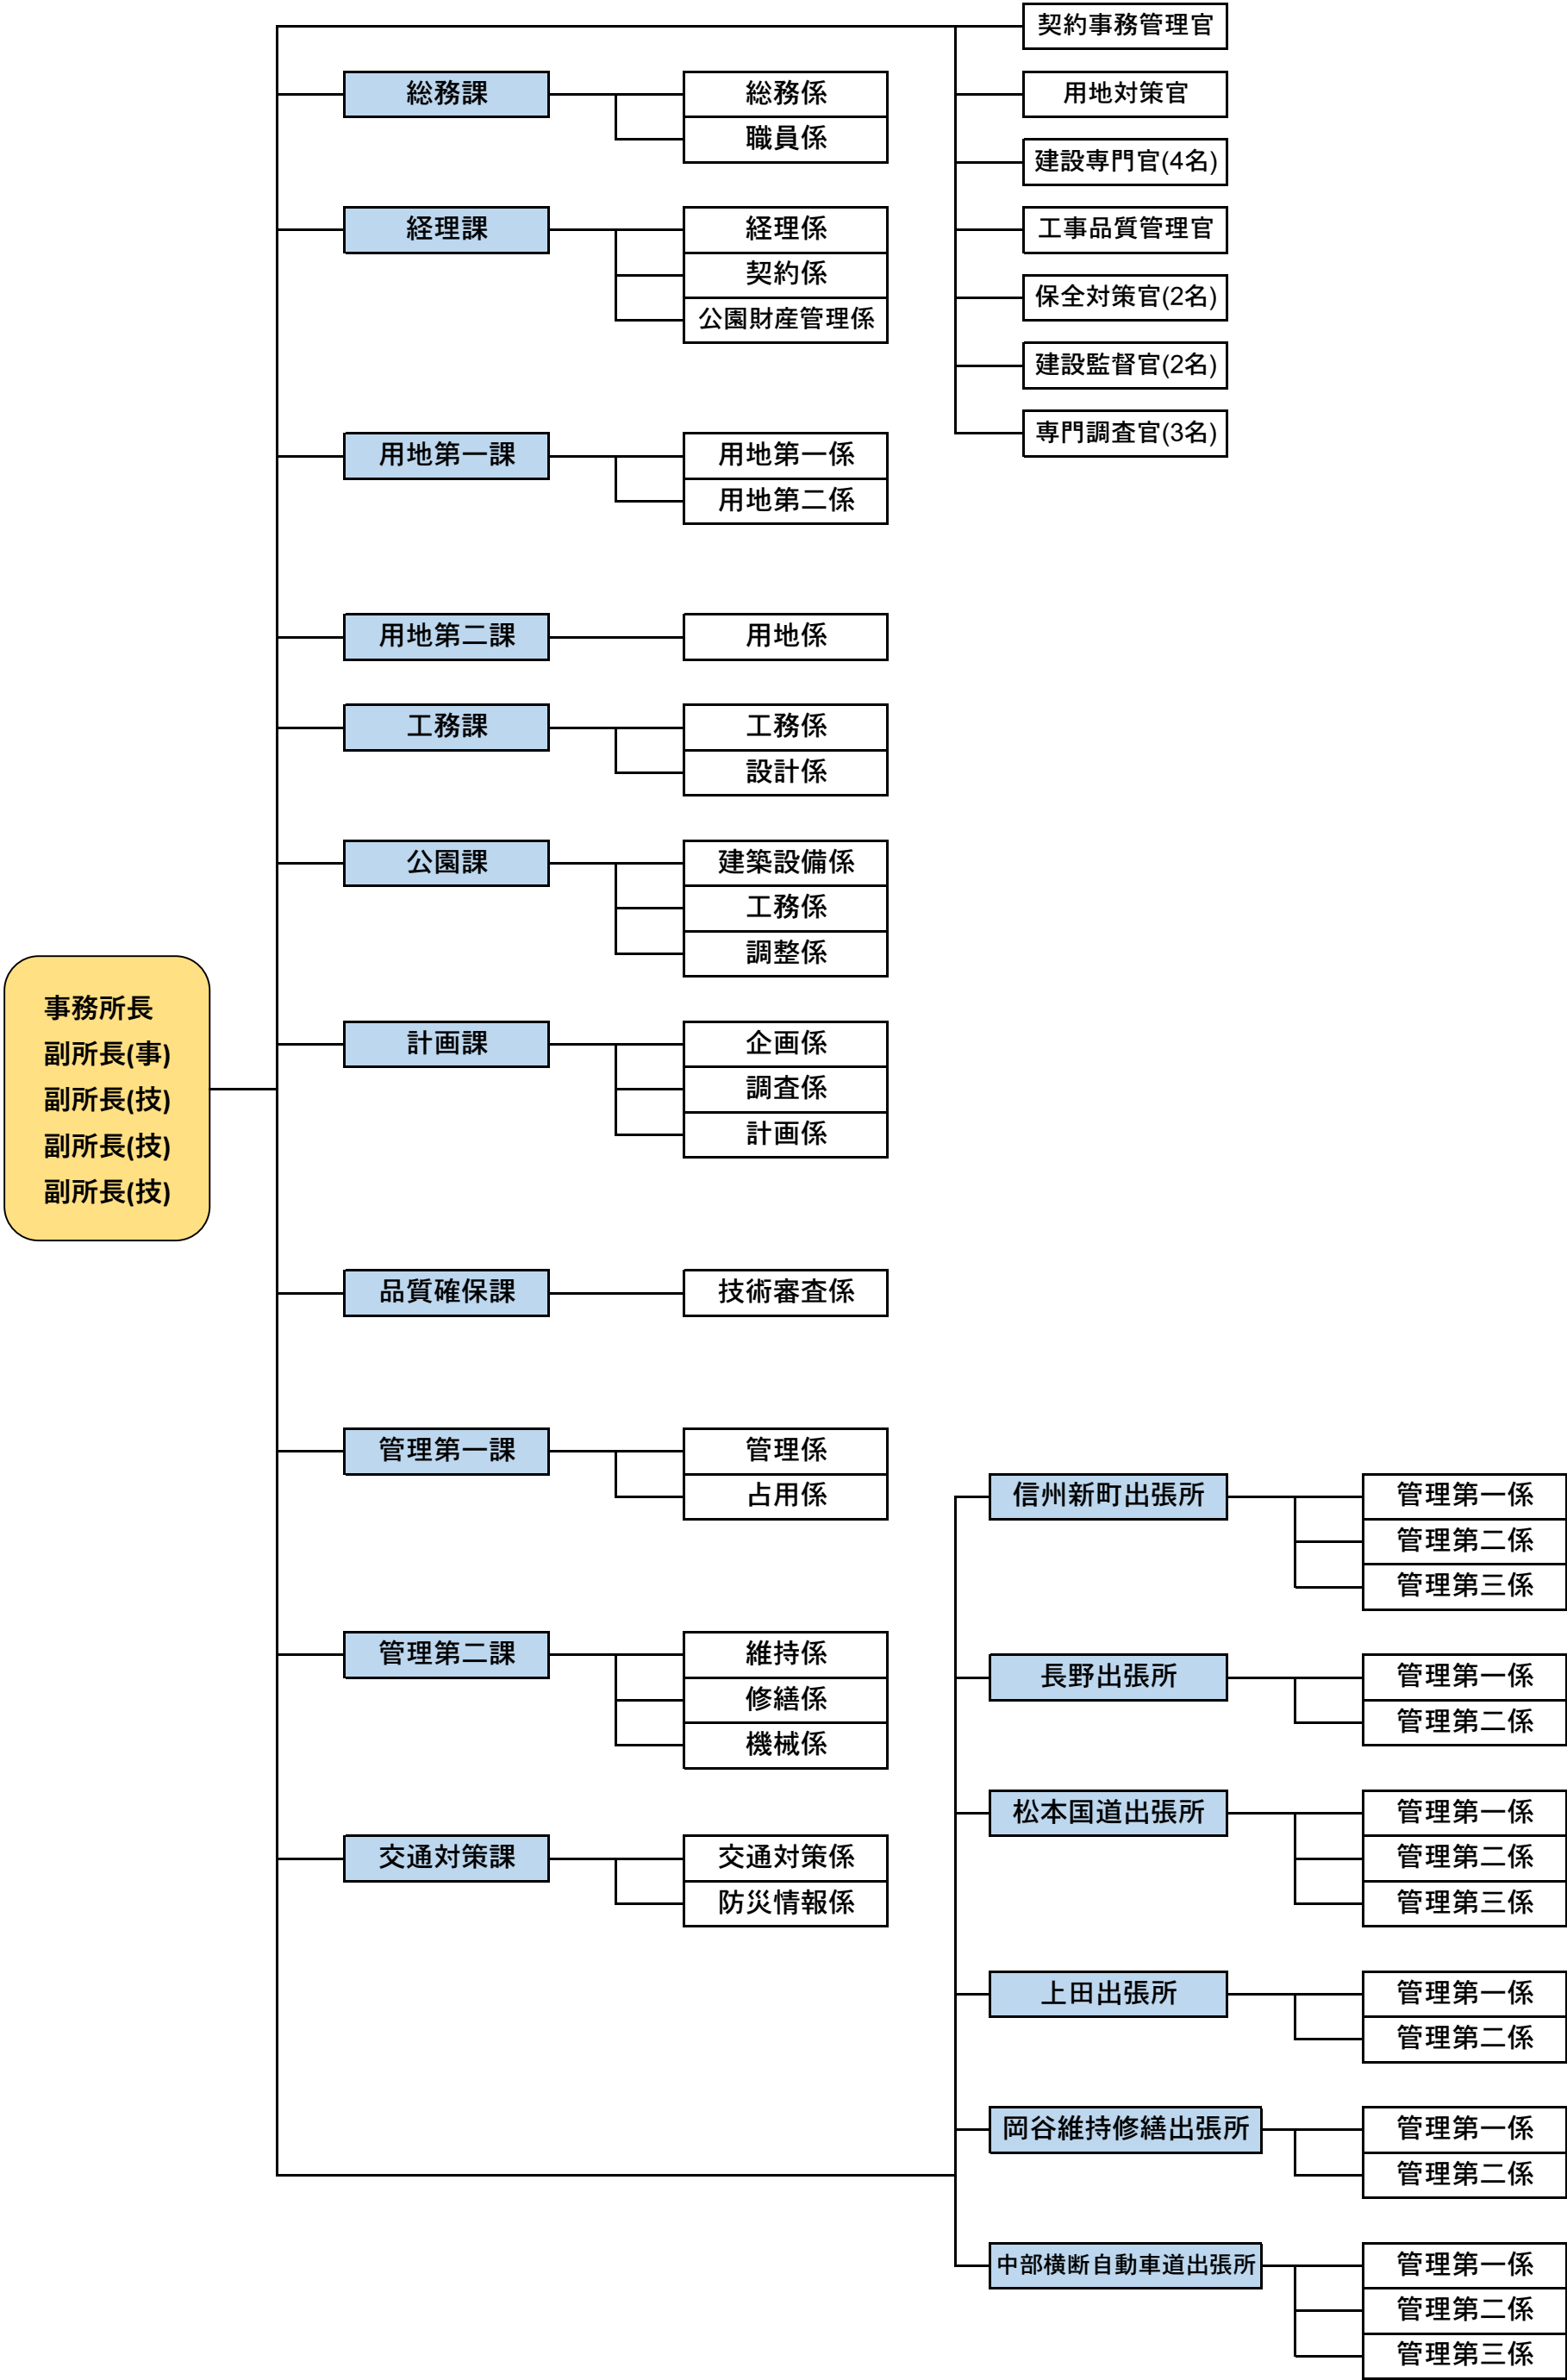 事務所長
副所長(事)
副所長(技)
副所長(技)
副所長(技)
契約事務管理官
用地対策官
建設専門官(4名)
工事品質管理官
保全対策官(2名)
建設監督官(2名)
専門調査官(3名)
総務課
総務係
職員係
経理課
経理係
契約係
公園財産管理係
用地第一課
用地第一係
用地第二係
用地第二課
用地係
工務課
工務係
設計係
公園課
建築設備係
工務係
調整係
計画課
企画係
調査係
計画係
品質確保課
技術審査係
管理第一課
管理係
占用係
管理第二課
維持係
修繕係
機械係
交通対策課
交通対策係
防災情報係
信州新町出張所
管理第一係
管理第二係
管理第三係
長野出張所
管理第一係
管理第二係
松本国道出張所
管理第一係
管理第二係
管理第三係
上田出張所
管理第一係
管理第二係
岡谷維持修繕出張所
管理第一係
管理第二係
中部横断自動車道出張所
管理第一係
管理第二係
管理第三係